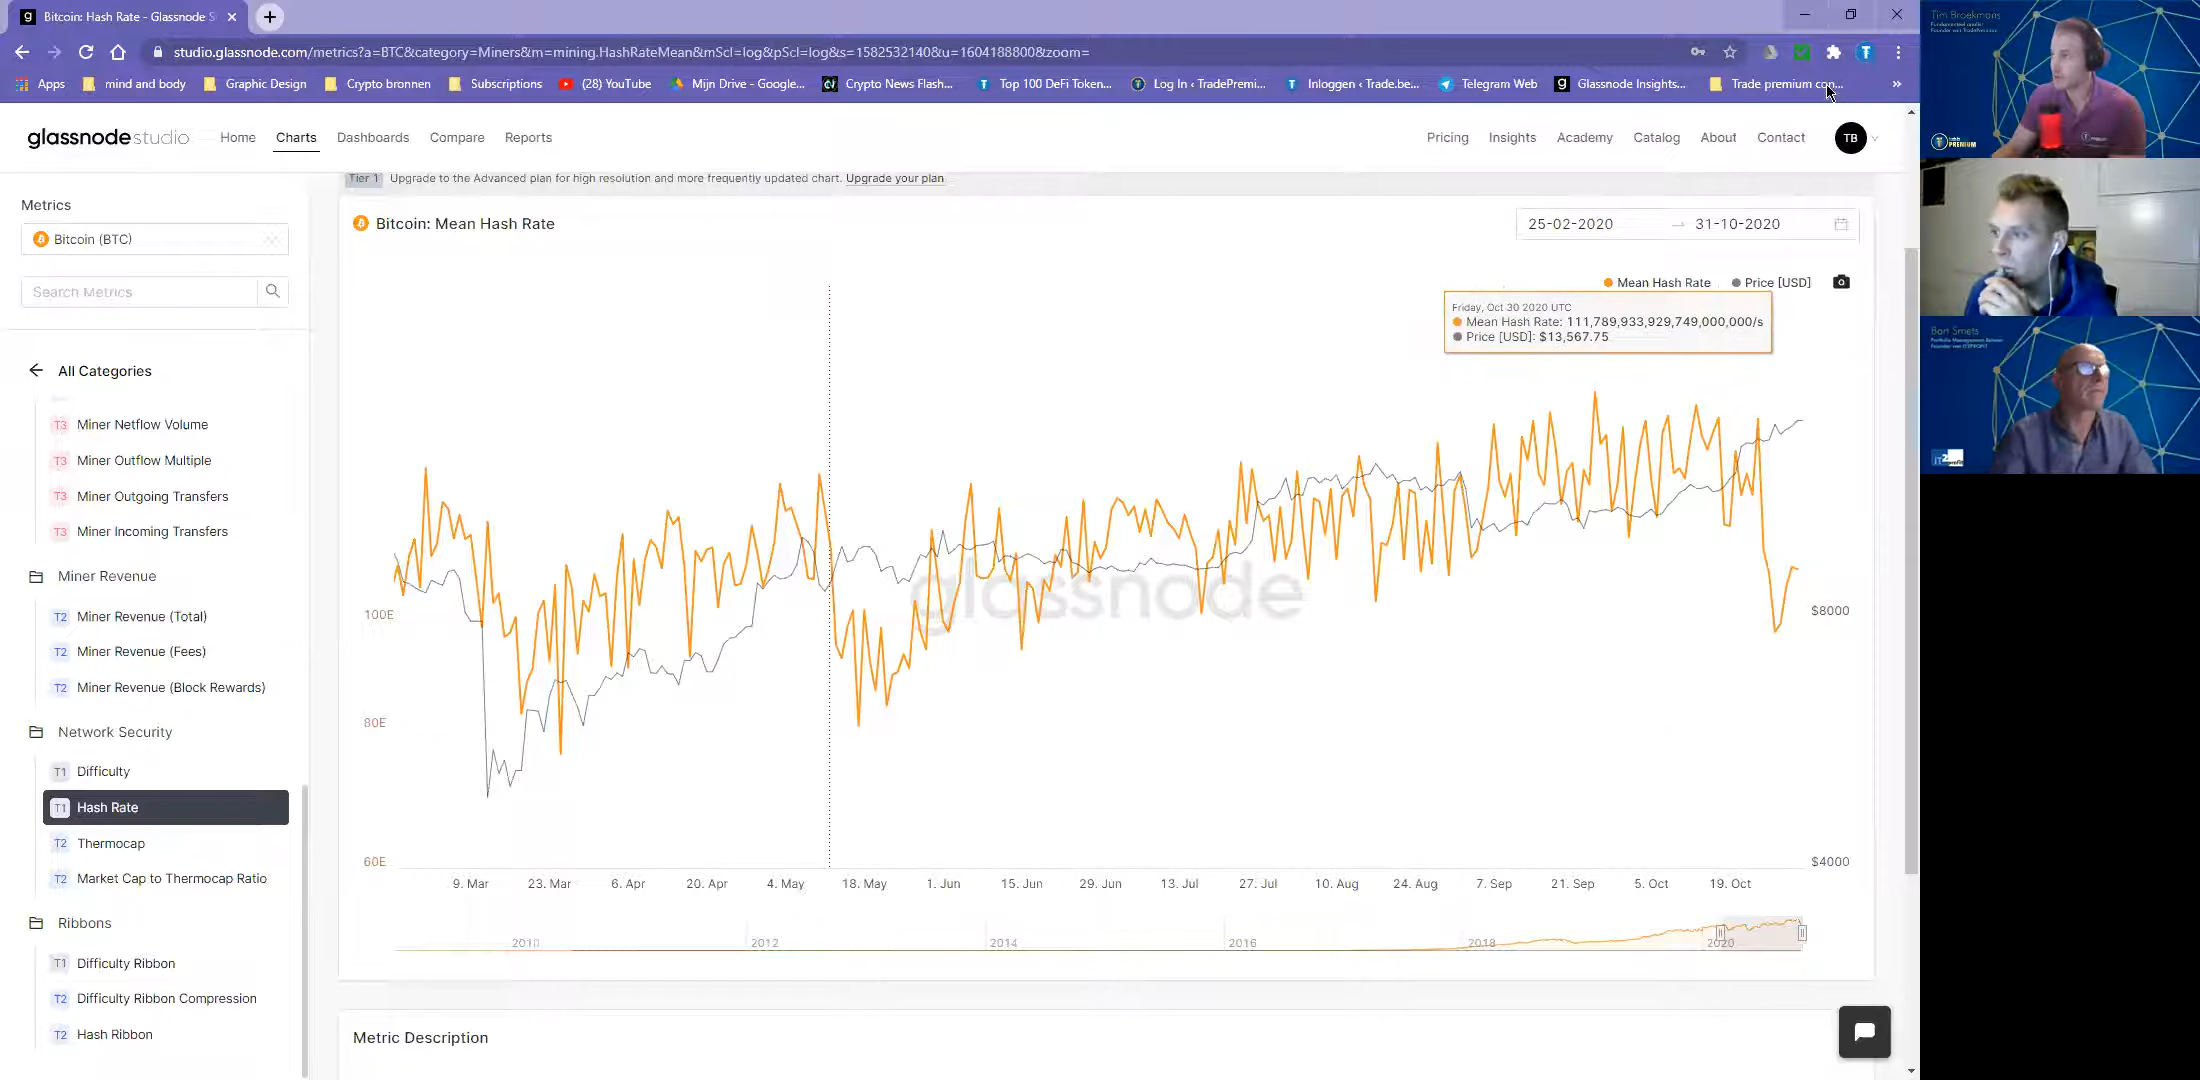 Bitcoin: Hash Rate - Glassnode S
studio.glassnode.com/metrics?a=BTC&category=Miners&m=mining.HashRateMean&mScl=log&pScl=log&s=1582532140&u=1604188800&zoom=
Apps mind and body Graphic Design Crypto bronnen Subscriptions (28) YouTube Mijn Drive - Google... Crypto News Flash... Top 100 DeFi Token... Log In ‹ TradePremi... Inloggen ‹ Trade.be... Telegram Web Glassnode Insights... Trade premium con... »
glassnode studio Home Charts Dashboards Compare Reports Pricing Insights Academy Catalog About Contact TB
Tier 1 Upgrade to the Advanced plan for high resolution and more frequently updated chart. Upgrade your plan
Metrics
Bitcoin (BTC)
Search Metrics
All Categories
T3 Miner Netflow Volume
T3 Miner Outflow Multiple
T3 Miner Outgoing Transfers
T3 Miner Incoming Transfers
Miner Revenue
T2 Miner Revenue (Total)
T2 Miner Revenue (Fees)
T2 Miner Revenue (Block Rewards)
Network Security
T1 Difficulty
T1 Hash Rate
T2 Thermocap
T2 Market Cap to Thermocap Ratio
Ribbons
T1 Difficulty Ribbon
T2 Difficulty Ribbon Compression
T2 Hash Ribbon
Bitcoin: Mean Hash Rate
25-02-2020 → 31-10-2020
Mean Hash Rate Price [USD]
Friday, Oct 30 2020 UTC
Mean Hash Rate: 111,789,933,929,749,000,000/s
Price [USD]: $13,567.75
glassnode
100E
80E
60E
$8000
$4000
9. Mar 23. Mar 6. Apr 20. Apr 4. May 18. May 1. Jun 15. Jun 29. Jun 13. Jul 27. Jul 10. Aug 24. Aug 7. Sep 21. Sep 5. Oct 19. Oct
2010 2012 2014 2016 2018 2020
Metric Description
Tim Broekmans
PREMIUM
Bart Smets